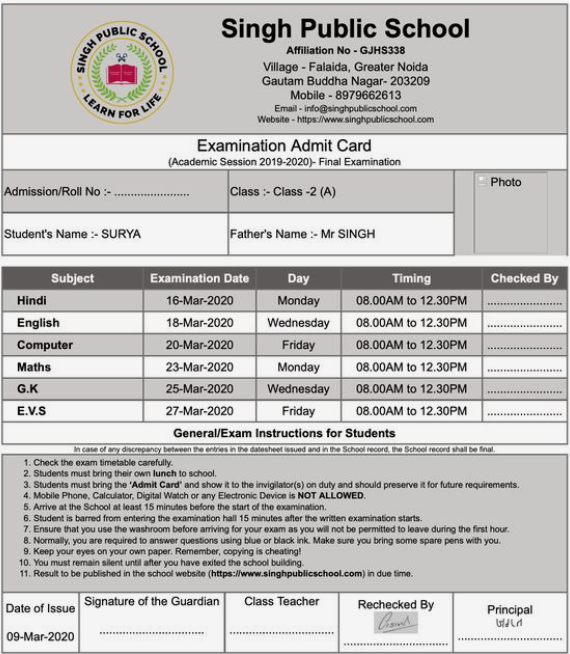 SINGH PUBLIC SCHOOL
LEARN FOR LIFE
Singh Public School
Affiliation No - GJHS338
Village - Falaida, Greater Noida
Gautam Buddha Nagar- 203209
Mobile - 8979662613
Email - info@singhpublicschool.com
Website - https://www.singhpublicschool.com
Examination Admit Card
(Academic Session 2019-2020)- Final Examination
Admission/Roll No :- ....................... Class :- Class -2 (A) Photo
Student's Name :- SURYA Father's Name :- Mr SINGH
Subject Examination Date Day Timing Checked By
Hindi 16-Mar-2020 Monday 08.00AM to 12.30PM .......................
English 18-Mar-2020 Wednesday 08.00AM to 12.30PM .......................
Computer 20-Mar-2020 Friday 08.00AM to 12.30PM .......................
Maths 23-Mar-2020 Monday 08.00AM to 12.30PM .......................
G.K 25-Mar-2020 Wednesday 08.00AM to 12.30PM .......................
E.V.S 27-Mar-2020 Friday 08.00AM to 12.30PM .......................
General/Exam Instructions for Students
In case of any discrepancy between the entries in the datesheet issued and in the School record, the School record shall be final.
1. Check the exam timetable carefully.
2. Students must bring their own lunch to school.
3. Students must bring the 'Admit Card' and show it to the invigilator(s) on duty and should preserve it for future requirements.
4. Mobile Phone, Calculator, Digital Watch or any Electronic Device is NOT ALLOWED.
5. Arrive at the School at least 15 minutes before the start of the examination.
6. Student is barred from entering the examination hall 15 minutes after the written examination starts.
7. Ensure that you use the washroom before arriving for your exam as you will not be permitted to leave during the first hour.
8. Normally, you are required to answer questions using blue or black ink. Make sure you bring some spare pens with you.
9. Keep your eyes on your own paper. Remember, copying is cheating!
10. You must remain silent until after you have exited the school building.
11. Result to be published in the school website (https://www.singhpublicschool.com) in due time.
Date of Issue Signature of the Guardian Class Teacher Rechecked By Principal
09-Mar-2020 ................................ ................................ ................................ ................................